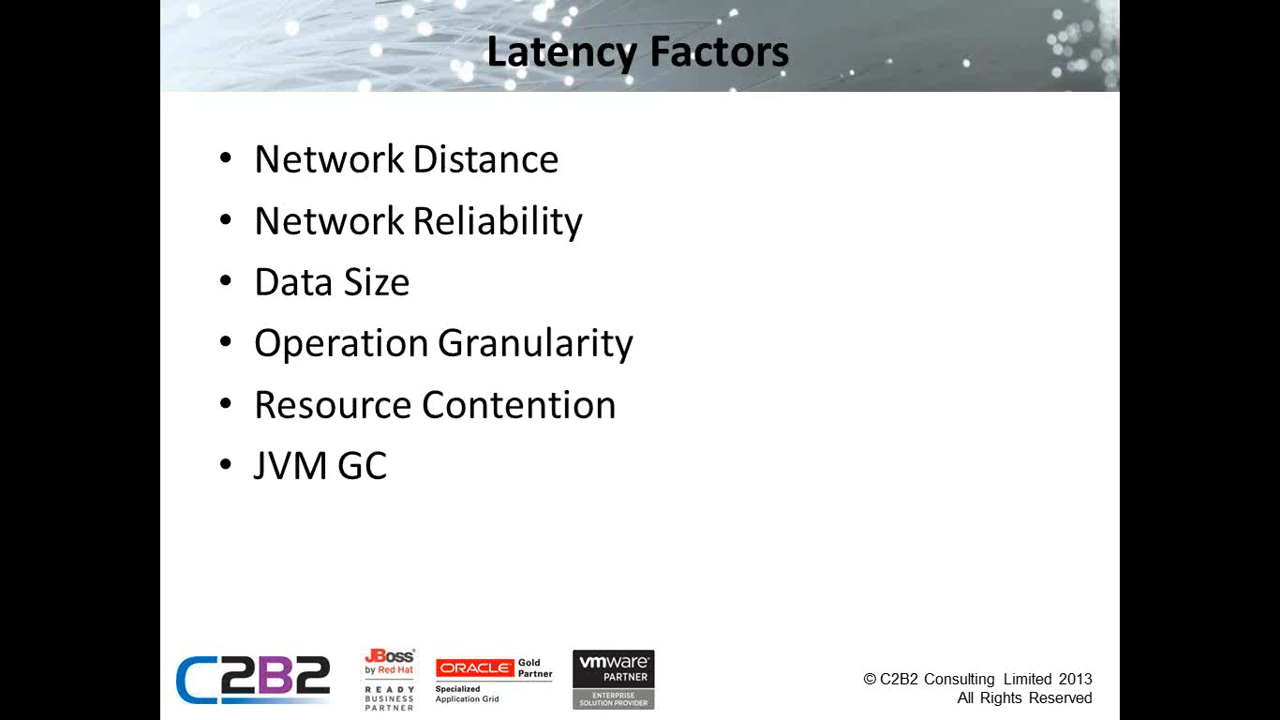 Latency Factors
• Network Distance
• Network Reliability
• Data Size
• Operation Granularity
• Resource Contention
• JVM GC
C2B2
JBoss
by Red Hat
READY
BUSINESS
PARTNER
ORACLE Gold
Partner
Specialized
Application Grid
vmware
PARTNER
ENTERPRISE
SOLUTION PROVIDER
© C2B2 Consulting Limited 2013
All Rights Reserved